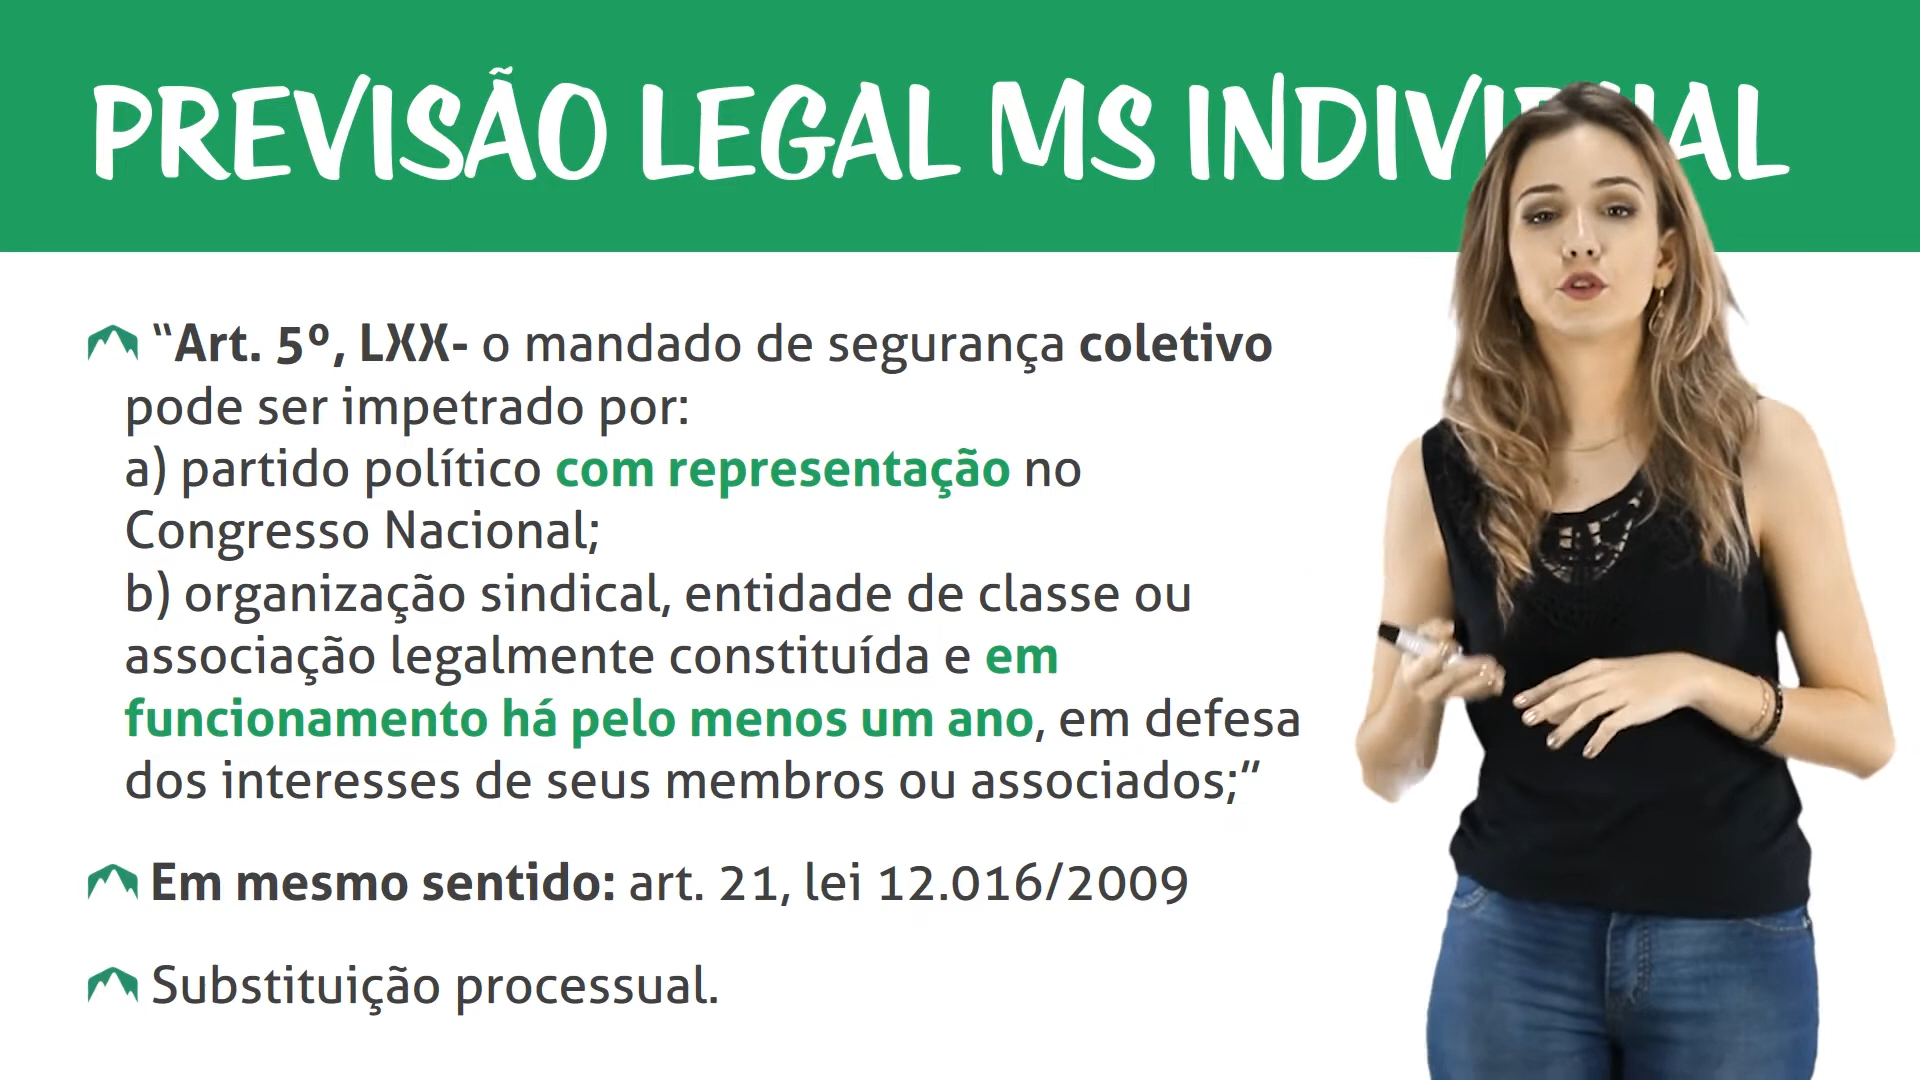 PREVISÃO LEGAL MS INDIVIDUAL
“Art. 5º, LXX- o mandado de segurança coletivo
pode ser impetrado por:
a) partido político com representação no
Congresso Nacional;
b) organização sindical, entidade de classe ou
associação legalmente constituída e em
funcionamento há pelo menos um ano, em defesa
dos interesses de seus membros ou associados;”
Em mesmo sentido: art. 21, lei 12.016/2009
Substituição processual.